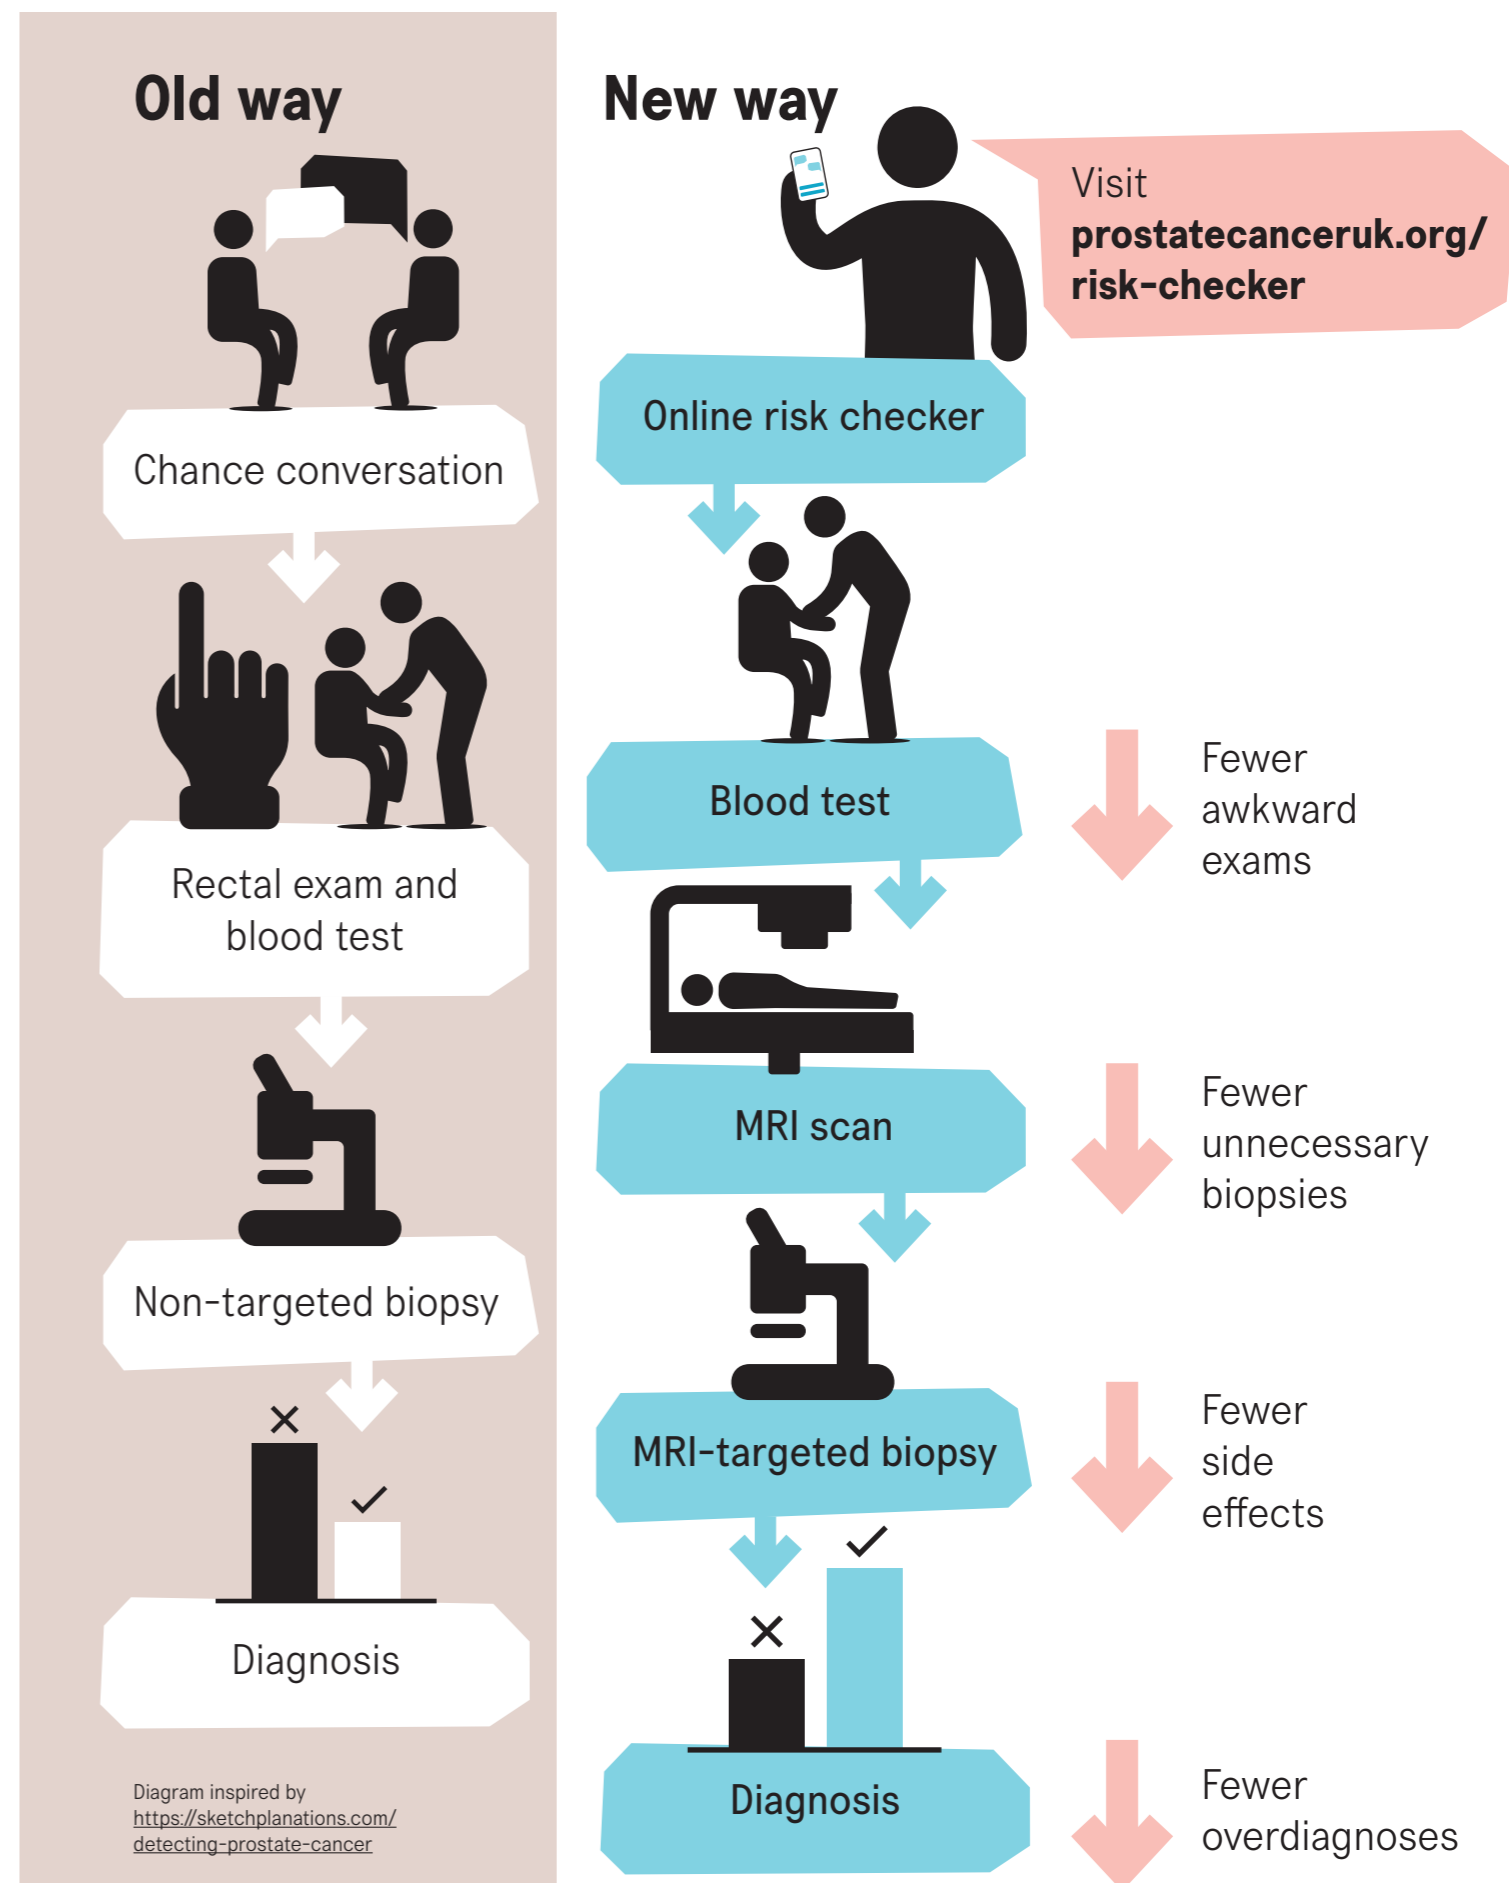 Old way
Chance conversation
Rectal exam and
blood test
Non-targeted biopsy
Diagnosis
Diagram inspired by
https://sketchplanations.com/
detecting-prostate-cancer
New way
Visit
prostatecanceruk.org/
risk-checker
Online risk checker
Blood test
Fewer
awkward
exams
MRI scan
Fewer
unnecessary
biopsies
MRI-targeted biopsy
Fewer
side
effects
Diagnosis
Fewer
overdiagnoses